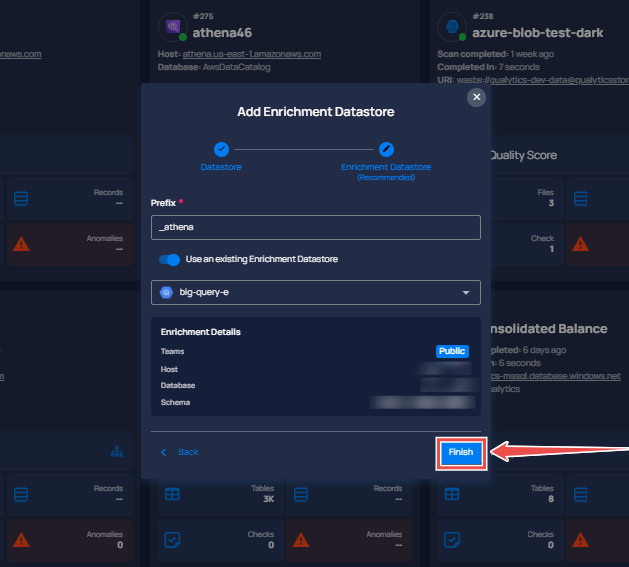 #275
athena46
Host: athena.us-east-1.amazonaws.com
Database: AwsDataCatalog
naws.com
#238
azure-blob-test-dark
Scan completed: 1 week ago
Completed In: 7 seconds
URI: wasbs://qualytics-dev-data@qualyticsstor
Add Enrichment Datastore
Datastore
Enrichment Datastore
(Recommended)
Quality Score
Prefix *
_athena
Use an existing Enrichment Datastore
big-query-e
Enrichment Details
Teams
Public
Host
Database
Schema
Back
Finish
Records
--
Anomalies
--
Files
3
Check
1
nsolidated Balance
pleted: 6 days ago
n: 6 seconds
cs-mssql.database.windows.net
ualytics
m
Records
--
Tables
3K
Records
--
Tables
8
Anomalies
0
Checks
0
Anomalies
--
Checks
0